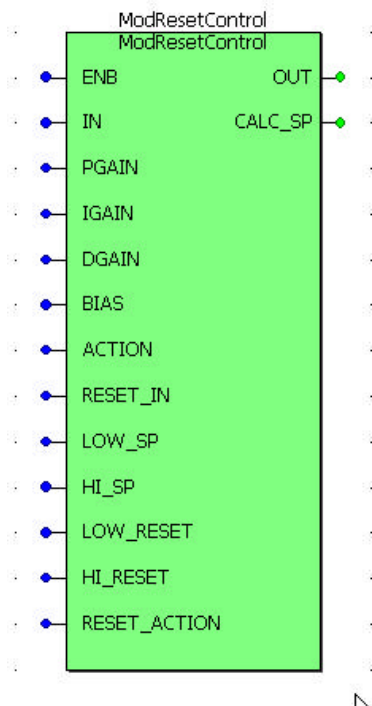 ModResetControl
ModResetControl
ENB OUT
IN CALC_SP
PGAIN
IGAIN
DGAIN
BIAS
ACTION
RESET_IN
LOW_SP
HI_SP
LOW_RESET
HI_RESET
RESET_ACTION